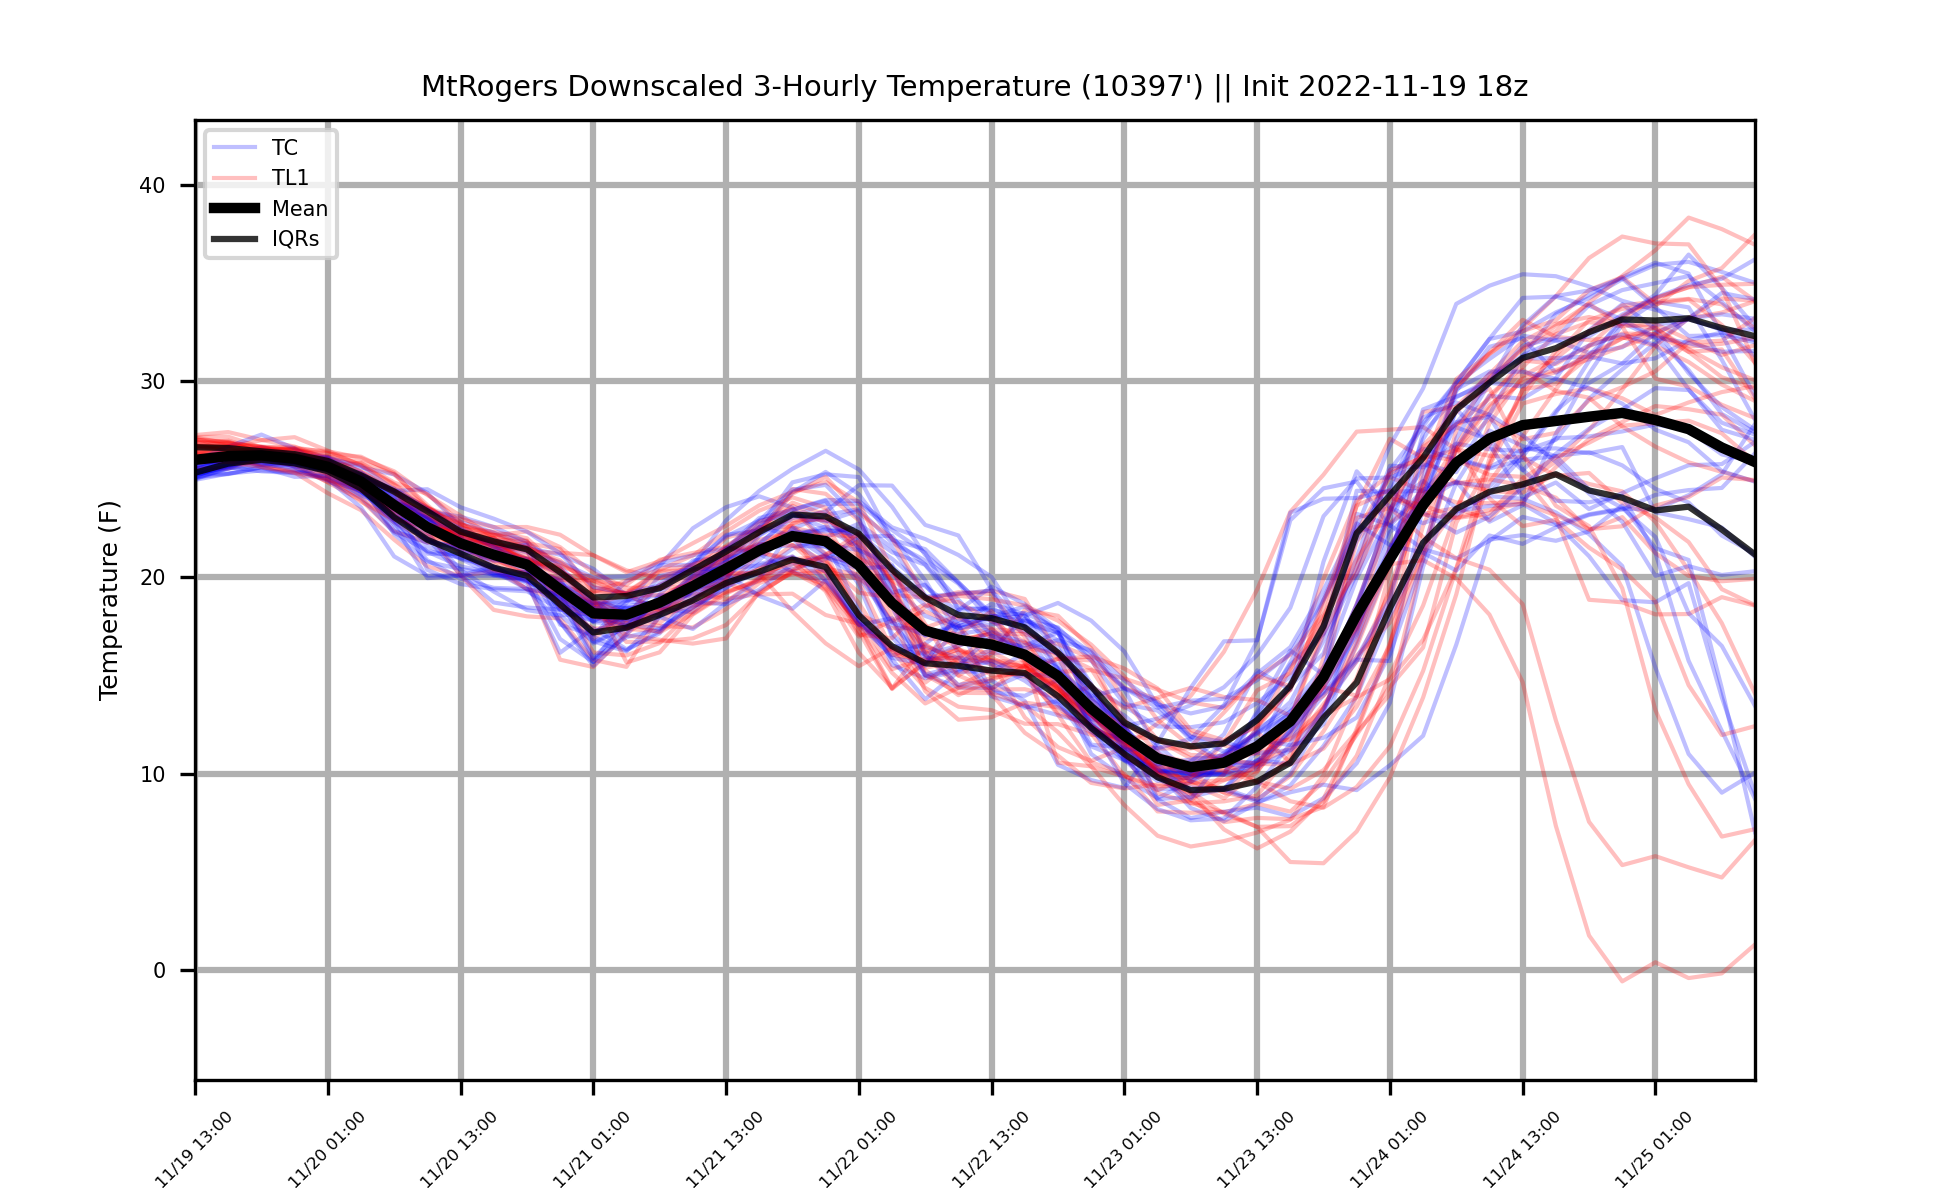 MtRogers Downscaled 3-Hourly Temperature (10397') || Init 2022-11-19 18z
TC
TL1
Mean
IQRs
Temperature (F)
40
30
20
10
0
11/19 13:00
11/20 01:00
11/20 13:00
11/21 01:00
11/21 13:00
11/22 01:00
11/22 13:00
11/23 01:00
11/23 13:00
11/24 01:00
11/24 13:00
11/25 01:00